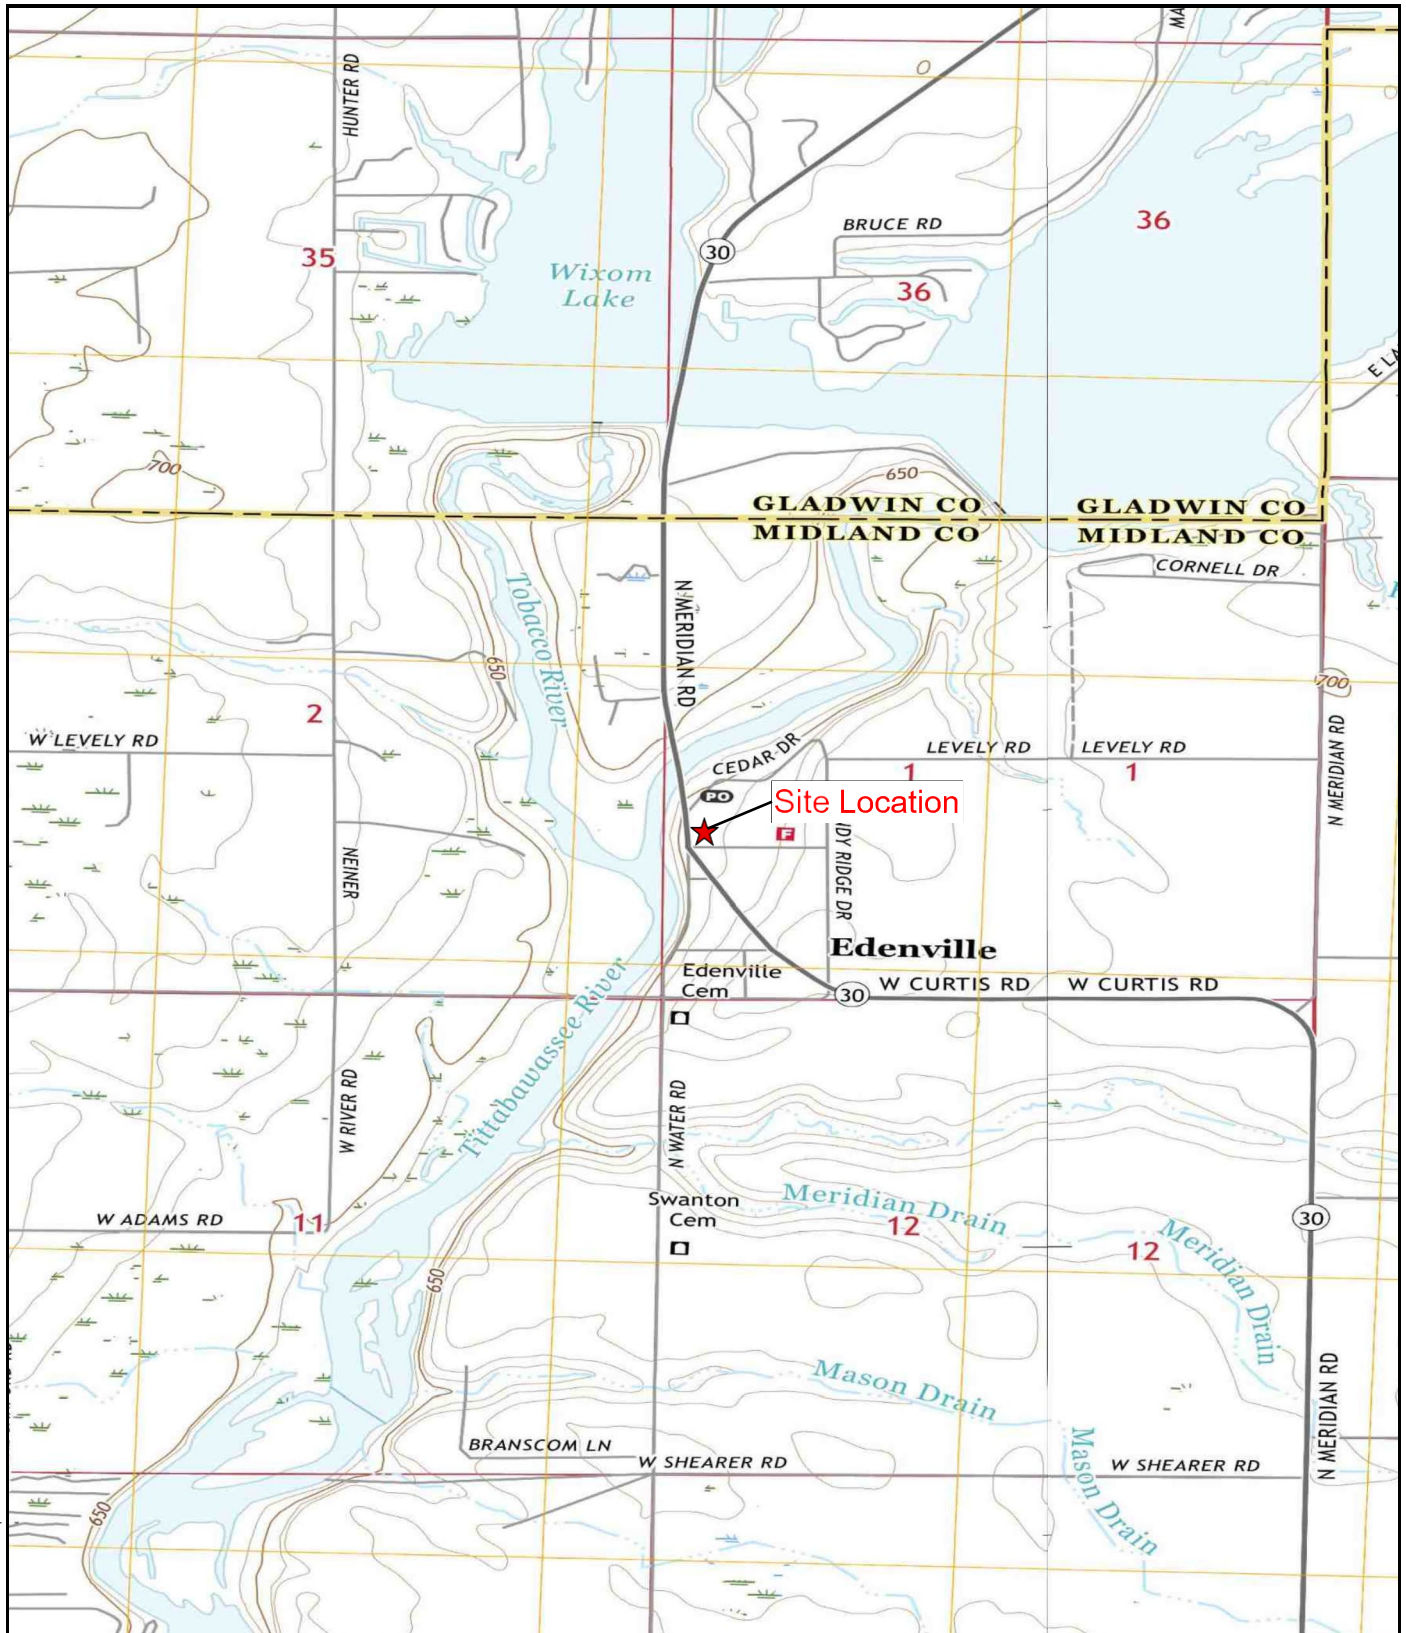 HUNTER RD
MA
30
BRUCE RD
36
35
Wixom
Lake
36
E LA
700
650
GLADWIN CO
GLADWIN CO
MIDLAND CO
MIDLAND CO
CORNELL DR
Tobacco River
N MERIDIAN RD
650
700
2
W LEVELY RD
CEDAR DR
LEVELY RD
LEVELY RD
1
1
N MERIDIAN RD
PO
Site Location
F
IDY RIDGE DR
NEINER
Edenville
Edenville
Cem
30
W CURTIS RD
W CURTIS RD
Tittabawassee River
W RIVER RD
N WATER RD
Swanton
Cem
Meridian Drain
12
W ADAMS RD
11
30
Meridian Drain
12
650
Mason Drain
N MERIDIAN RD
BRANSCOM LN
W SHEARER RD
W SHEARER RD
Mason Drain
650